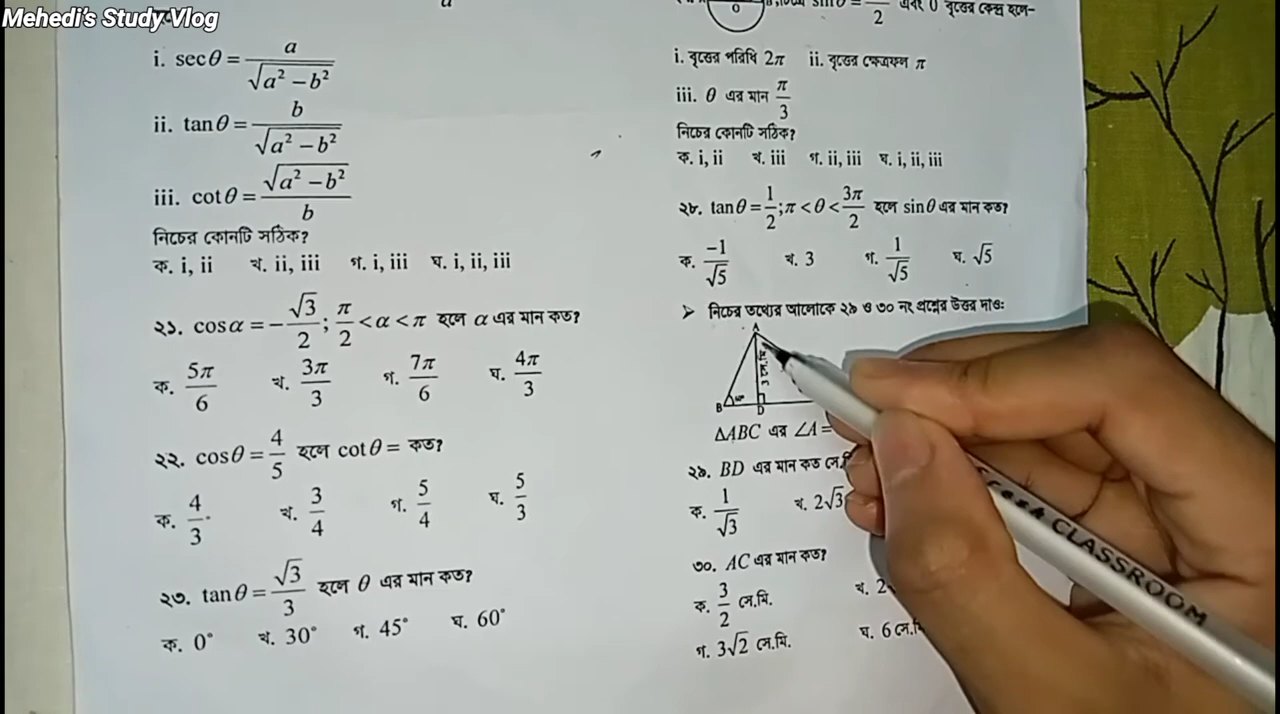 Mehedi's Study Vlog
i. secθ = a/√(a² − b²)
ii. tanθ = b/√(a² − b²)
iii. cotθ = √(a² − b²)/b
নিচের কোনটি সঠিক?
ক. i, ii খ. ii, iii গ. i, iii ঘ. i, ii, iii
২১. cosα = −√3/2 ; π/2 < α < π হলে α এর মান কত?
ক. 5π/6 খ. 3π/3 গ. 7π/6 ঘ. 4π/3
২২. cosθ = 4/5 হলে cotθ = কত?
ক. 4/3 খ. 3/4 গ. 5/4 ঘ. 5/3
২৩. tanθ = √3/3 হলে θ এর মান কত?
ক. 0° খ. 30° গ. 45° ঘ. 60°
এবং 0 বৃত্তের কেন্দ্র হলে-
i. বৃত্তের পরিধি 2π ii. বৃত্তের ক্ষেত্রফল π
iii. θ এর মান π/3
নিচের কোনটি সঠিক?
ক. i, ii খ. iii গ. ii, iii ঘ. i, ii, iii
২৮. tanθ = 1/2 ; π < θ < 3π/2 হলে sinθ এর মান কত?
ক. −1/√5 খ. 3 গ. 1/√5 ঘ. √5
➤ নিচের তথ্যের আলোকে ২৯ ও ৩০ নং প্রশ্নের উত্তর দাও:
A
3 সে.মি.
B D
ΔABC এর ∠A =
২৯. BD এর মান কত
ক. 1/√3 খ. 2√3
৩০. AC এর মান কত?
ক. 3/2 সে.মি. খ.
গ. 3√2 সে.মি. ঘ. 6
CLASSROOM